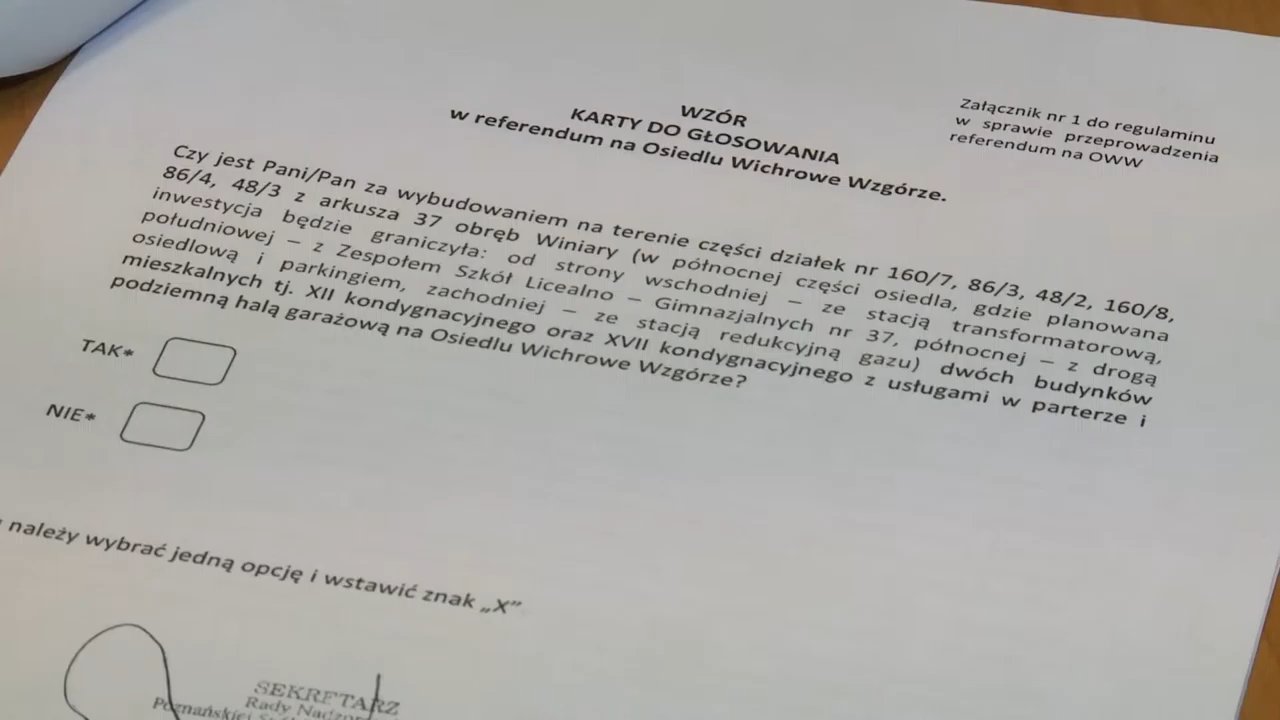 WZÓR
KARTY DO GŁOSOWANIA
w referendum na Osiedlu Wichrowe Wzgórze.
Załącznik nr 1 do regulaminu
w sprawie przeprowadzenia
referendum na OWW
Czy jest Pani/Pan za wybudowaniem na terenie części działek nr 160/7, 86/3, 48/2, 160/8,
86/4, 48/3 z arkusza 37 obręb Winiary (w północnej części osiedla, gdzie planowana
inwestycja będzie graniczyła: od strony wschodniej – ze stacją transformatorową,
południowej – z Zespołem Szkół Licealno – Gimnazjalnych nr 37, północnej – z drogą
osiedlową i parkingiem, zachodniej – ze stacją redukcyjną gazu) dwóch budynków
mieszkalnych tj. XII kondygnacyjnego oraz XVII kondygnacyjnego z usługami w parterze i
podziemną halą garażową na Osiedlu Wichrowe Wzgórze?
TAK*
NIE*
należy wybrać jedną opcję i wstawić znak „X”
SEKRETARZ
Rady